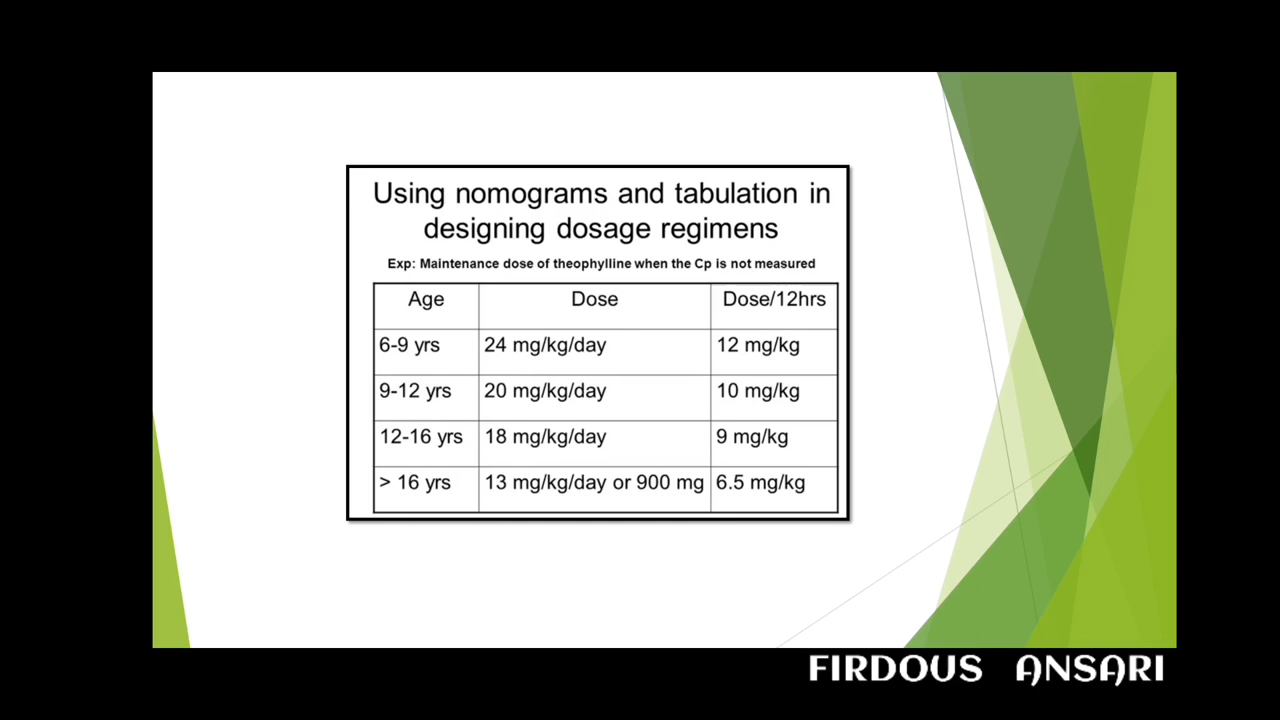 Using nomograms and tabulation in
designing dosage regimens
Exp: Maintenance dose of theophylline when the Cp is not measured
Age Dose Dose/12hrs
6-9 yrs 24 mg/kg/day 12 mg/kg
9-12 yrs 20 mg/kg/day 10 mg/kg
12-16 yrs 18 mg/kg/day 9 mg/kg
> 16 yrs 13 mg/kg/day or 900 mg 6.5 mg/kg
FIRDOUS ANSARI